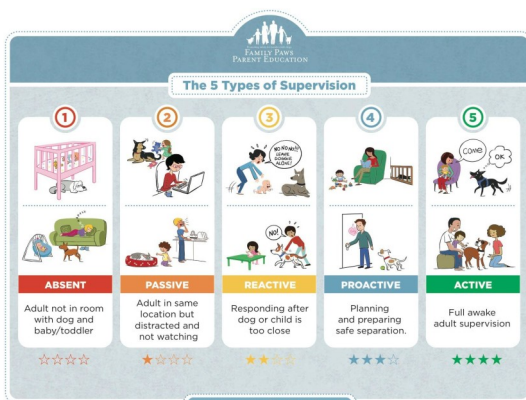 FAMILY PAWS
PARENT EDUCATION
The 5 Types of Supervision
1
2
3
4
5
NO NO NO!!
LEAVE
DOGGIE
ALONE!
COME
OK
NO!
ABSENT
PASSIVE
REACTIVE
PROACTIVE
ACTIVE
Adult not in room
with dog and
baby/toddler
Adult in same
location but
distracted and
not watching
Responding after
dog or child is
too close
Planning
and preparing
safe separation.
Full awake
adult supervision